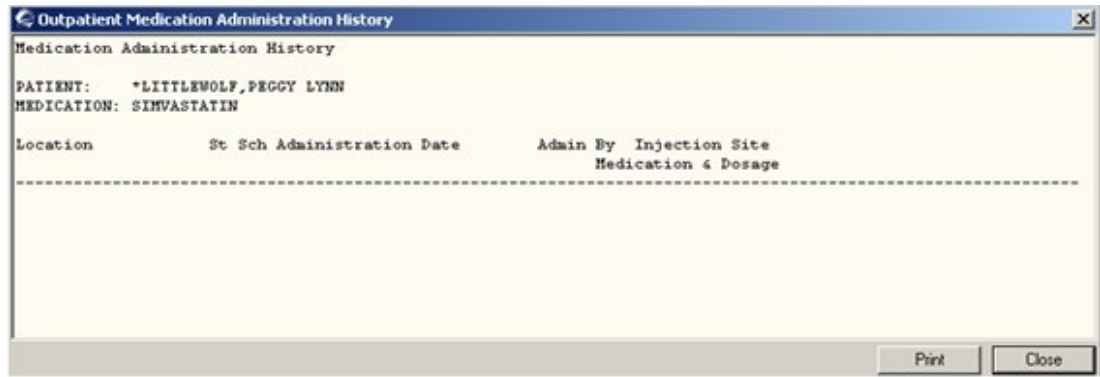 Outpatient Medication Administration History
Medication Administration History
PATIENT: *LITTLEWOLF,PEGGY LYNN
MEDICATION: SIMVASTATIN
Location St Sch Administration Date Admin By Injection Site
Medication & Dosage
--------------------------------------------------------------------------------
Print Close